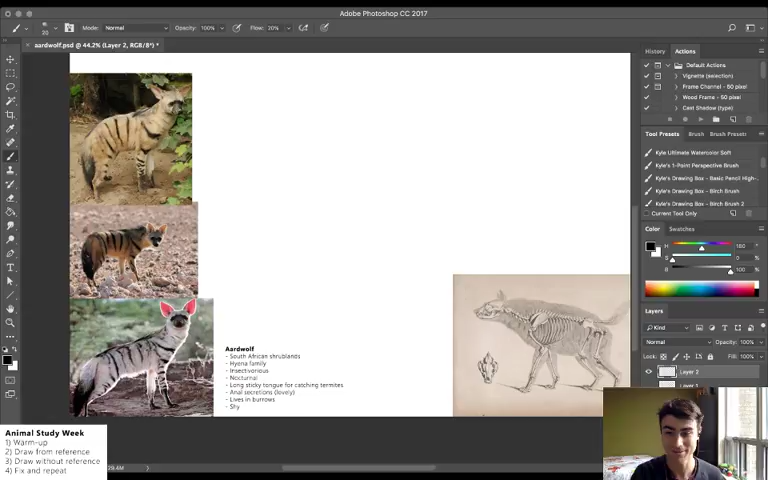 Adobe Photoshop CC 2017
Mode: Normal
Opacity: 100%
Flow: 30%
aardwolf.psd @ 44.2% (Layer 2, RGB/8*) *
History
Actions
Default Actions
Vignette (selection)
Frame Channel - 50 pixel
Wood Frame - 50 pixel
Cast Shadow (type)
Tool Presets
Brush
Brush Presets
Kyle Ultimate Watercolor Soft
Kyle's 1-Point Perspective Brush
Kyle's Drawing Box - Basic Pencil High-...
Kyle's Drawing Box - Birch Brush
Kyle's Drawing Box - Birch Brush 2
Current Tool Only
Color
Swatches
H 180 °
S 0 %
B 100 %
Layers
Kind
Normal
Opacity: 100%
Lock:
Fill: 100%
Layer 2
Aardwolf
- South African shrublands
- Hyena family
- Insectivorious
- Nocturnal
- Long sticky tongue for catching termites
- Anal secretions (lovely)
- Lives in burrows
- Shy
Animal Study Week
1) Warm-up
2) Draw from reference
3) Draw without reference
4) Fix and repeat